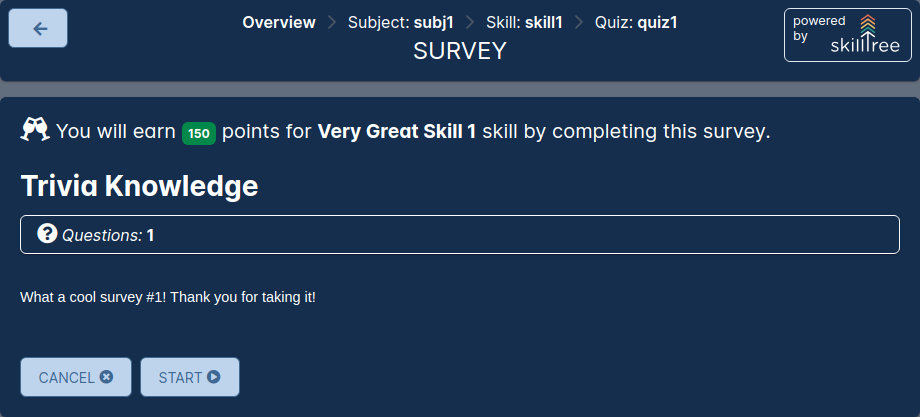 Overview Subject: subj1 Skill: skill1 Quiz: quiz1
SURVEY
powered
by
skilltree
You will earn 150 points for Very Great Skill 1 skill by completing this survey.
Trivia Knowledge
Questions: 1
What a cool survey #1! Thank you for taking it!
CANCEL START